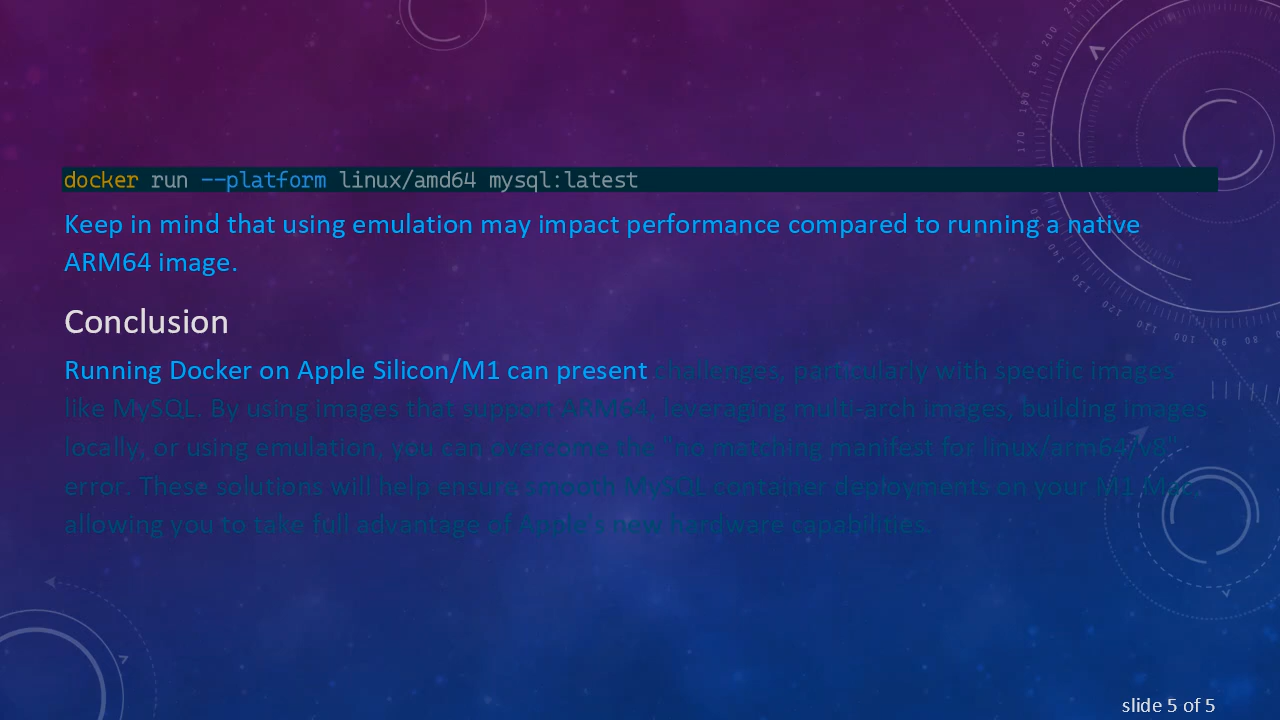 docker run --platform linux/amd64 mysql:latest
Keep in mind that using emulation may impact performance compared to running a native
ARM64 image.
Conclusion
Running Docker on Apple Silicon/M1 can present challenges, particularly with specific images
like MySQL. By using images that support ARM64, leveraging multi-arch images, building images
locally, or using emulation, you can overcome the "no matching manifest for linux/arm64/v8"
error. These solutions will help ensure smooth MySQL container deployments on your M1 Mac,
allowing you to take full advantage of Apple's new hardware capabilities.
slide 5 of 5